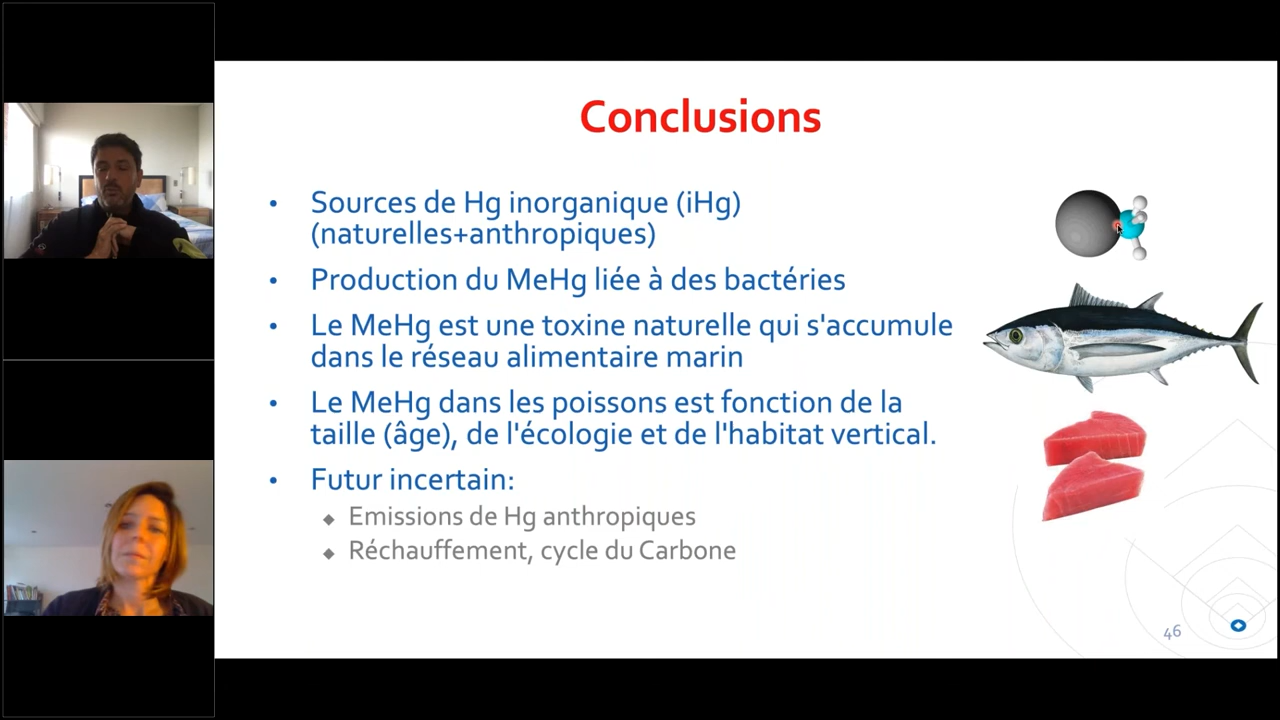 Conclusions
• Sources de Hg inorganique (iHg)
(naturelles+anthropiques)
• Production du MeHg liée à des bactéries
• Le MeHg est une toxine naturelle qui s'accumule
dans le réseau alimentaire marin
• Le MeHg dans les poissons est fonction de la
taille (âge), de l'écologie et de l'habitat vertical.
• Futur incertain:
◆ Emissions de Hg anthropiques
◆ Réchauffement, cycle du Carbone
46